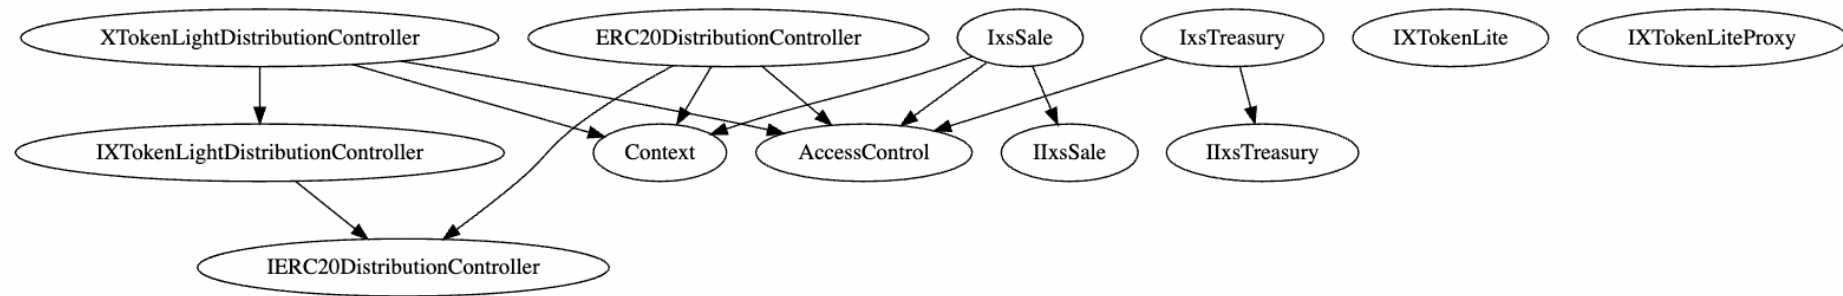 XTokenLightDistributionController
ERC20DistributionController
IxsSale
IxsTreasury
IXTokenLite
IXTokenLiteProxy
IXTokenLightDistributionController
Context
AccessControl
IIxsSale
IIxsTreasury
IERC20DistributionController